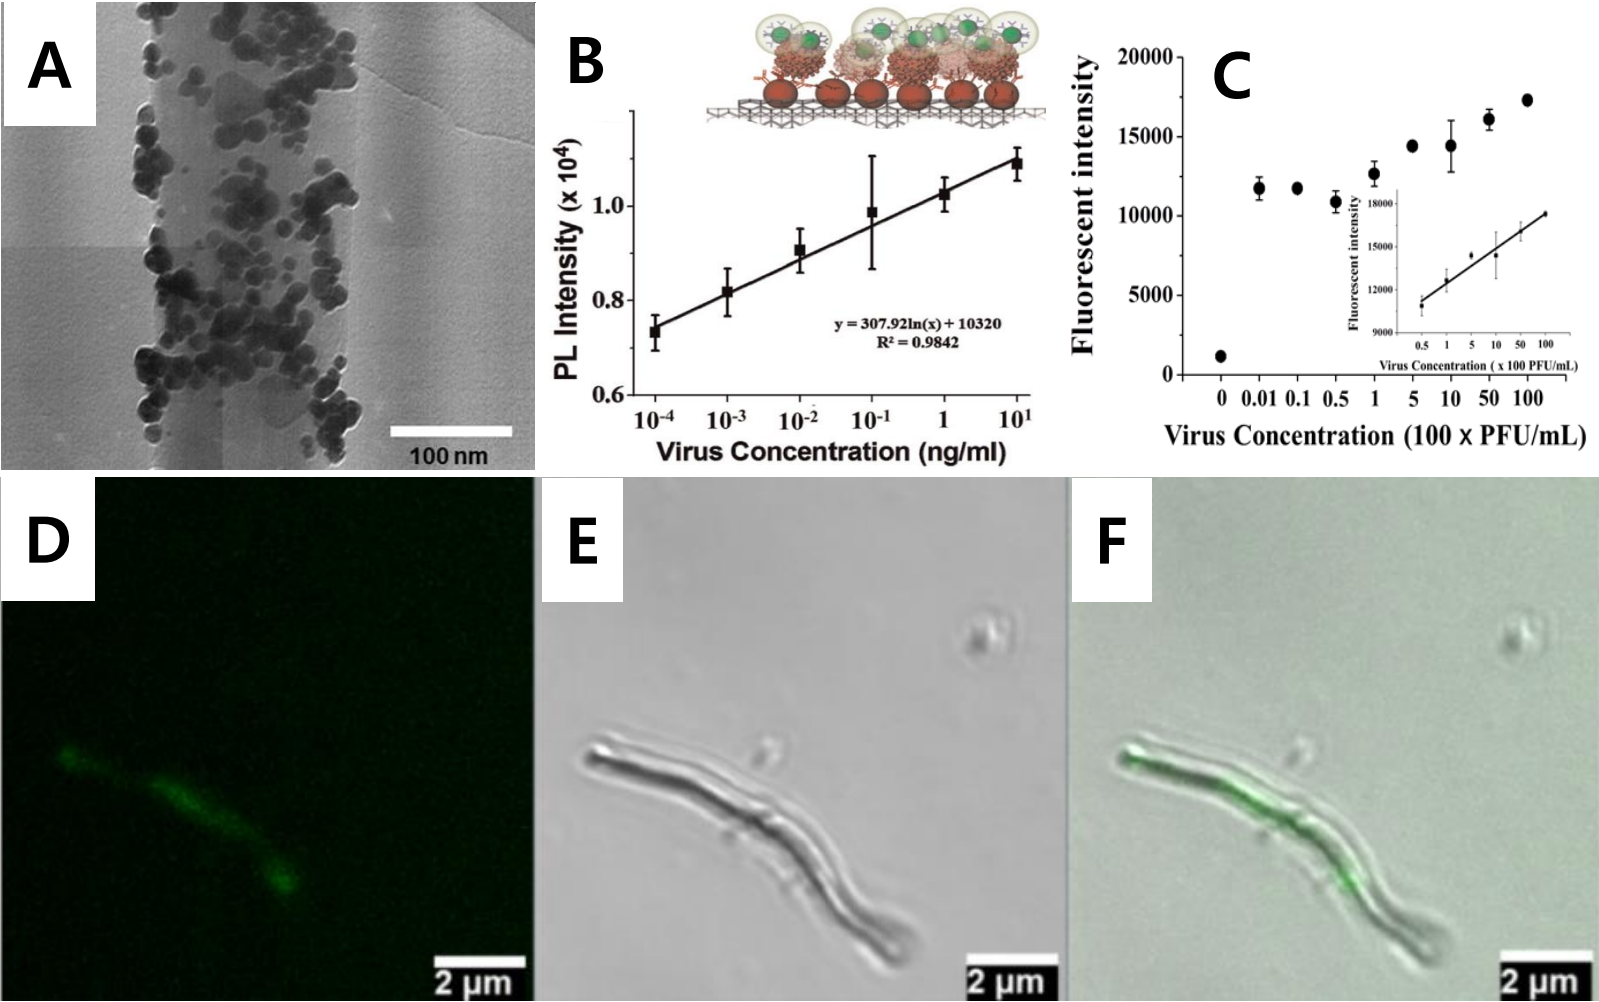 A
100 nm
B
PL Intensity (x 10⁴)
1.0
0.8
0.6
y = 307.92ln(x) + 10320
R² = 0.9842
10⁻⁴ 10⁻³ 10⁻² 10⁻¹ 1 10¹
Virus Concentration (ng/ml)
C
Fluorescent intensity
20000
15000
10000
5000
0
0 0.01 0.1 0.5 1 5 10 50 100
Virus Concentration (100 x PFU/mL)
Fluorescent intensity
18000
15000
12000
9000
0.5 1 5 10 50 100
Virus Concentration ( x 100 PFU/mL)
D
2 μm
E
2 μm
F
2 μm